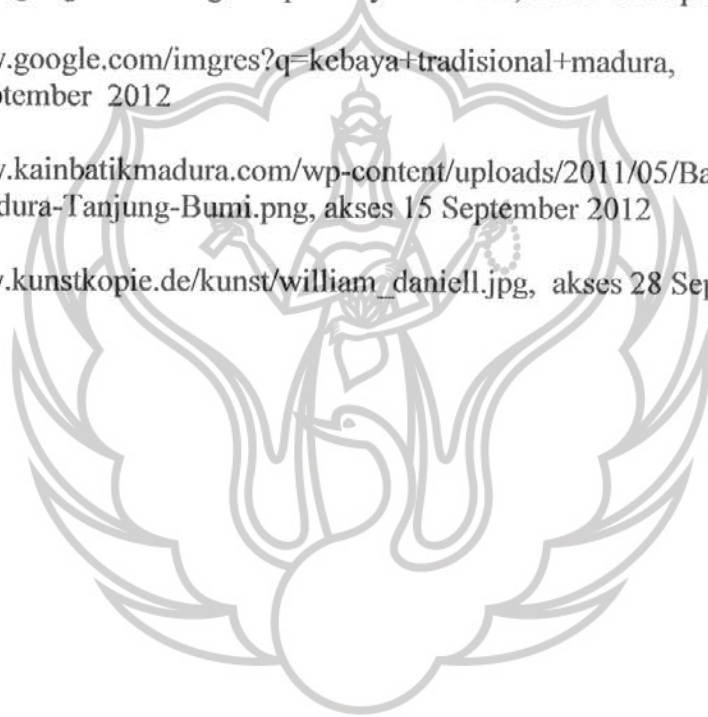 .google.com/imgres?q=kebaya+tradisional+madura,
tember 2012
.kainbatikmadura.com/wp-content/uploads/2011/05/Ba
dura-Tanjung-Bumi.png, akses 15 September 2012
.kunstkopie.de/kunst/william_daniell.jpg, akses 28 Sep